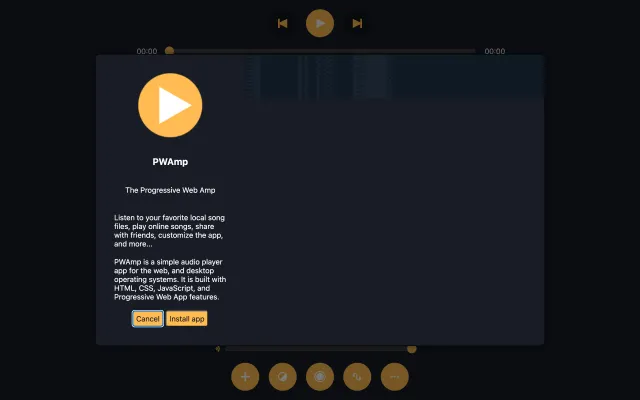 00:00
00:00
PWAmp
The Progressive Web Amp
Listen to your favorite local song
files, play online songs, share
with friends, customize the app,
and more...
PWAmp is a simple audio player
app for the web, and desktop
operating systems. It is built with
HTML, CSS, JavaScript, and
Progressive Web App features.
Cancel
Install app